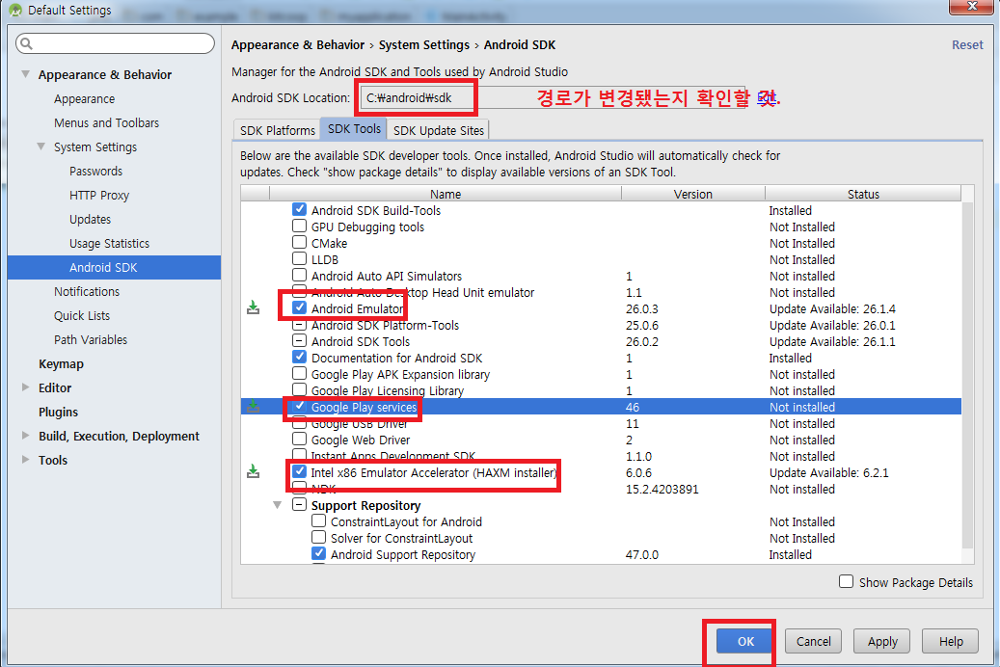 Default Settings
Appearance & Behavior › System Settings › Android SDK
Reset
Manager for the Android SDK and Tools used by Android Studio
Android SDK Location: C:₩android₩sdk
경로가 변경됐는지 확인할 것.
SDK Platforms SDK Tools SDK Update Sites
Below are the available SDK developer tools. Once installed, Android Studio will automatically check for
updates. Check "show package details" to display available versions of an SDK Tool.
Name Version Status
Android SDK Build-Tools Installed
GPU Debugging tools Not Installed
CMake Not Installed
LLDB Not Installed
Android Auto API Simulators 1 Not installed
Android Auto Desktop Head Unit emulator 1.1 Not installed
Android Emulator 26.0.3 Update Available: 26.1.4
Android SDK Platform-Tools 25.0.6 Update Available: 26.0.1
Android SDK Tools 26.0.2 Update Available: 26.1.1
Documentation for Android SDK 1 Installed
Google Play APK Expansion library 1 Not installed
Google Play Licensing Library 1 Not installed
Google Play services 46 Not installed
Google USB Driver 11 Not installed
Google Web Driver 2 Not installed
Instant Apps Development SDK 1.1.0 Not installed
Intel x86 Emulator Accelerator (HAXM installer) 6.0.6 Update Available: 6.2.1
NDK 15.2.4203891 Not installed
Support Repository
ConstraintLayout for Android Not Installed
Solver for ConstraintLayout Not Installed
Android Support Repository 47.0.0 Installed
Show Package Details
Appearance & Behavior
Appearance
Menus and Toolbars
System Settings
Passwords
HTTP Proxy
Updates
Usage Statistics
Android SDK
Notifications
Quick Lists
Path Variables
Keymap
Editor
Plugins
Build, Execution, Deployment
Tools
OK Cancel Apply Help